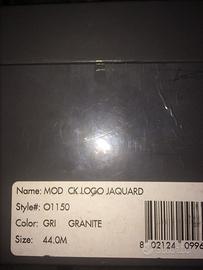 Name: MOD CK.LOGO JAQUARD
Style#: O1150
Color: GRI GRANITE
Size: 44.0M
8 02124 0996